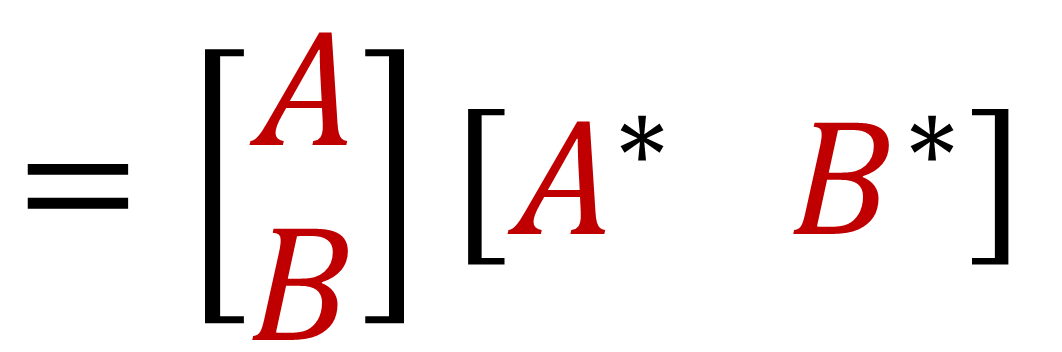 = [A B] [A* B*]